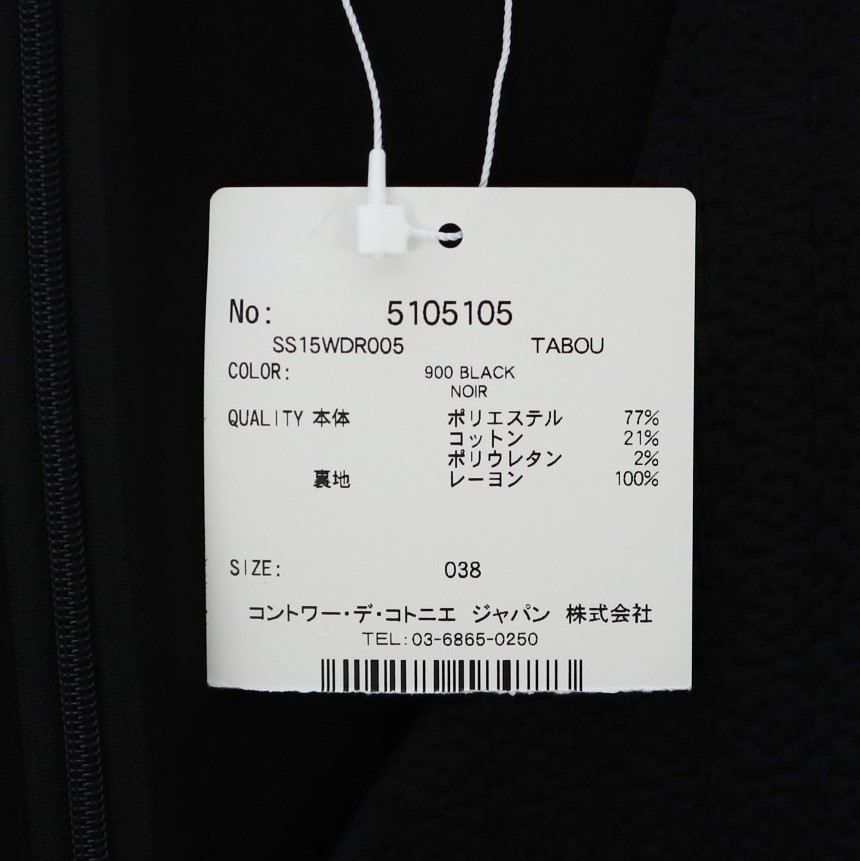 No: 5105105
SS15WDR005 TABOU
COLOR: 900 BLACK
NOIR
QUALITY 本体 ポリエステル 77%
コットン 21%
ポリウレタン 2%
裏地 レーヨン 100%
SIZE: 038
コントワー・デ・コトニエ ジャパン 株式会社
TEL:03-6865-0250